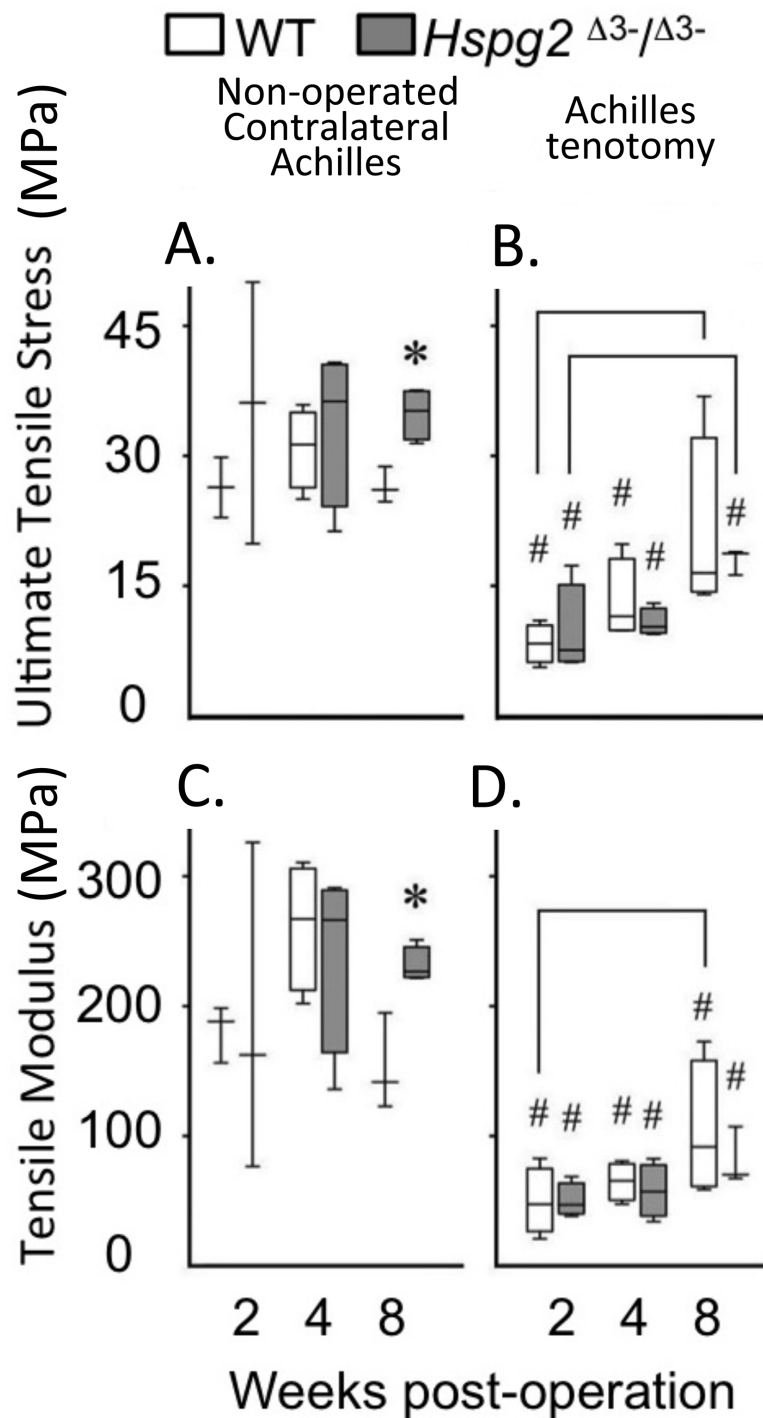 WT Hspg2 Δ3-/Δ3-
Non-operated
Contralateral
Achilles
Achilles
tenotomy
Ultimate Tensile Stress (MPa)
A.
45
30
15
0
*
B.
# # # # #
Tensile Modulus (MPa)
C.
300
200
100
0
*
D.
# # # # # #
2 4 8 2 4 8
Weeks post-operation